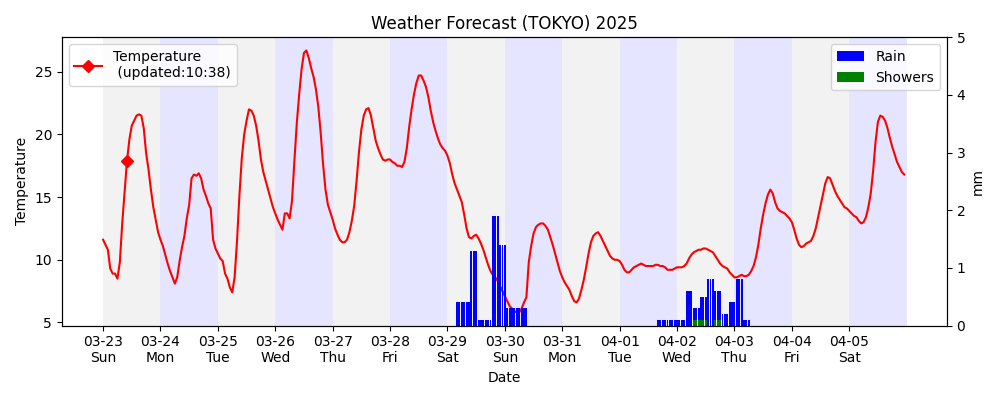 Weather Forecast (TOKYO) 2025
Temperature
(updated:10:38)
Rain
Showers
Temperature
25
20
15
10
5
5
4
3
2
1
0
mm
03-23 03-24 03-25 03-26 03-27 03-28 03-29 03-30 03-31 04-01 04-02 04-03 04-04 04-05
Sun Mon Tue Wed Thu Fri Sat Sun Mon Tue Wed Thu Fri Sat
Date